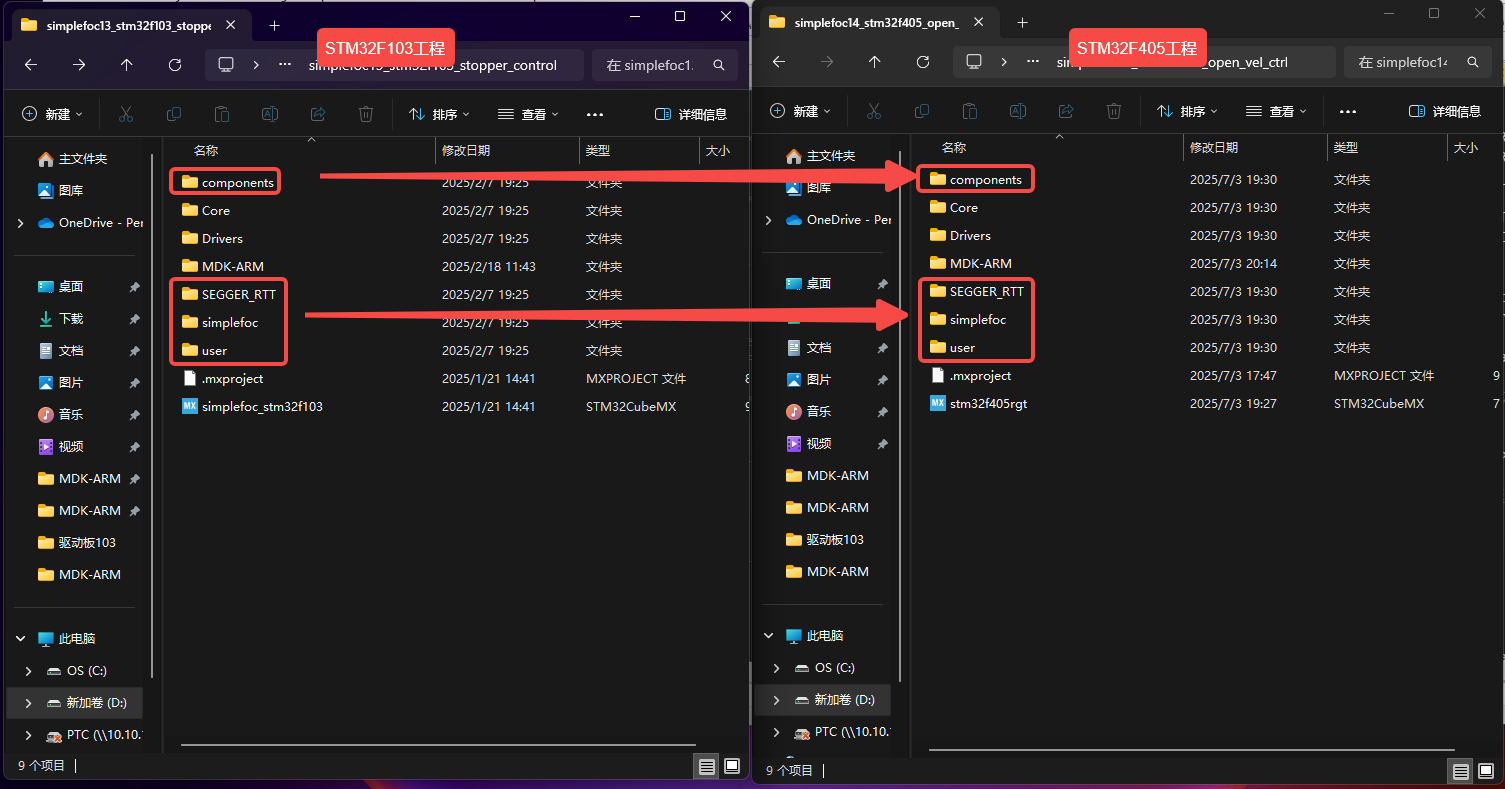 simplefoc13_stm32f103_stoppe
STM32F103工程
stopper_control
在 simplefoc1.
新建
排序
查看
详细信息
名称
修改日期
类型
大小
主文件夹
图库
OneDrive - Per
桌面
下载
文档
图片
音乐
视频
MDK-ARM
MDK-ARM
驱动板103
MDK-ARM
此电脑
OS (C:)
新加卷 (D:)
PTC (\\10.10.
components 2025/2/7 19:25 文件夹
Core 2025/2/7 19:25 文件夹
Drivers 2025/2/7 19:25 文件夹
MDK-ARM 2025/2/18 11:43 文件夹
SEGGER_RTT 2025/2/7 19:25 文件夹
simplefoc 2025/2/7 19:25 文件夹
user 2025/2/7 19:25 文件夹
.mxproject 2025/1/21 14:41 MXPROJECT 文件
MX simplefoc_stm32f103 2025/1/21 14:41 STM32CubeMX
9 个项目
simplefoc14_stm32f405_open_
STM32F405工程
open_vel_ctrl
在 simplefoc14
新建
排序
查看
详细信息
名称
修改日期
类型
大小
主文件夹
图库
OneDrive - Per
桌面
文档
图片
音乐
视频
MDK-ARM
MDK-ARM
驱动板103
MDK-ARM
此电脑
OS (C:)
新加卷 (D:)
PTC (\\10.10.
components 2025/7/3 19:30 文件夹
Core 2025/7/3 19:30 文件夹
Drivers 2025/7/3 19:30 文件夹
MDK-ARM 2025/7/3 20:14 文件夹
SEGGER_RTT 2025/7/3 19:30 文件夹
simplefoc 2025/7/3 19:30 文件夹
user 2025/7/3 19:30 文件夹
.mxproject 2025/7/3 17:47 MXPROJECT 文件 9
MX stm32f405rgt 2025/7/3 19:27 STM32CubeMX 7
9 个项目